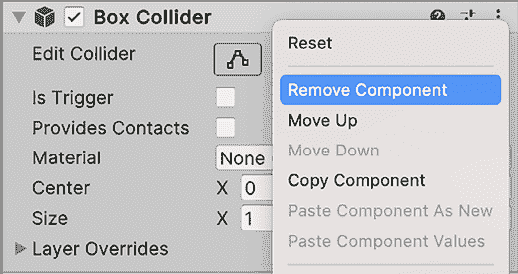 Box Collider
Reset
Edit Collider
Remove Component
Is Trigger
Move Up
Provides Contacts
Move Down
Material None
Copy Component
Center X 0
Paste Component As New
Size X 1
Paste Component Values
Layer Overrides